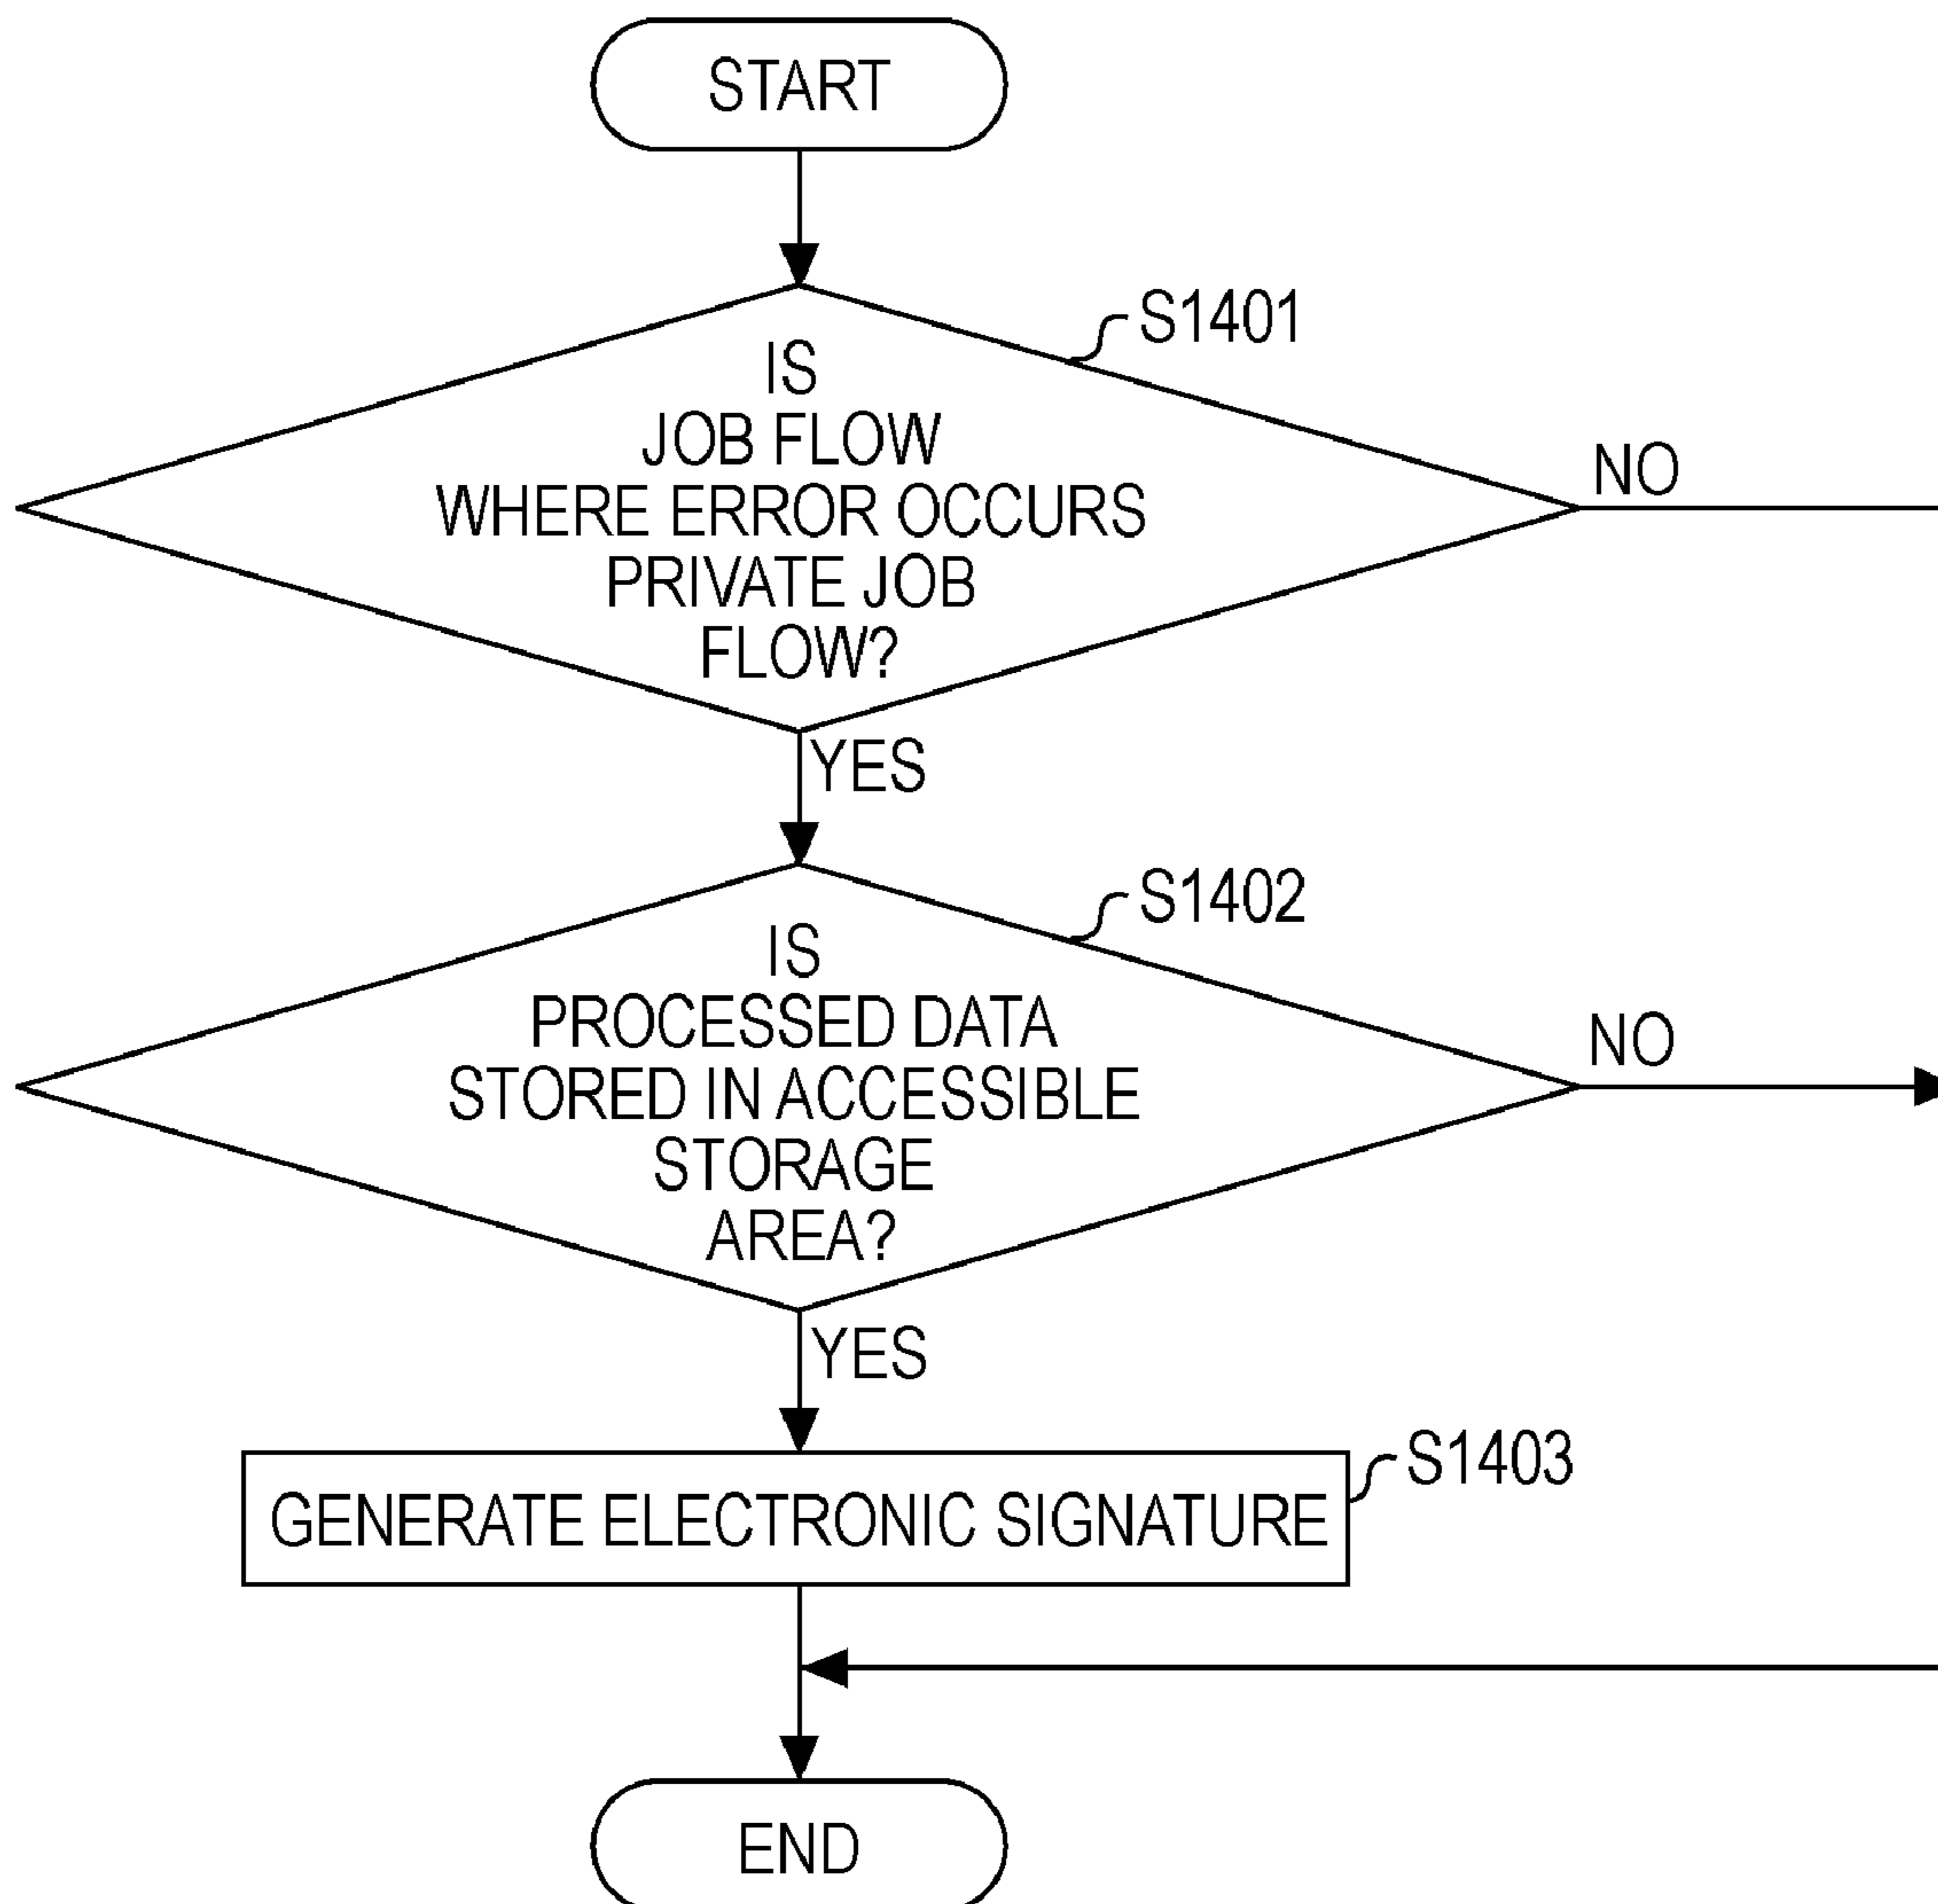 START
S1401
IS
JOB FLOW
WHERE ERROR OCCURS
PRIVATE JOB
FLOW?
NO
YES
S1402
IS
PROCESSED DATA
STORED IN ACCESSIBLE
STORAGE
AREA?
NO
YES
S1403
GENERATE ELECTRONIC SIGNATURE
END